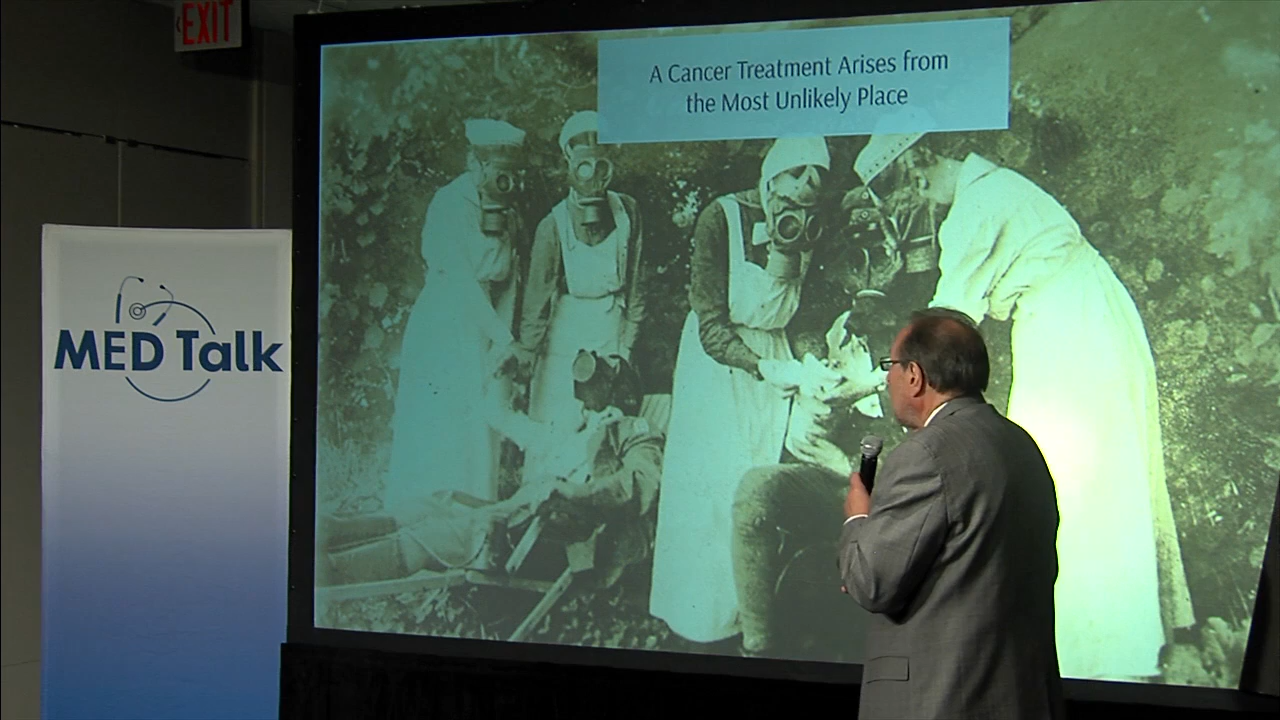 EXIT
A Cancer Treatment Arises from
the Most Unlikely Place
MED Talk